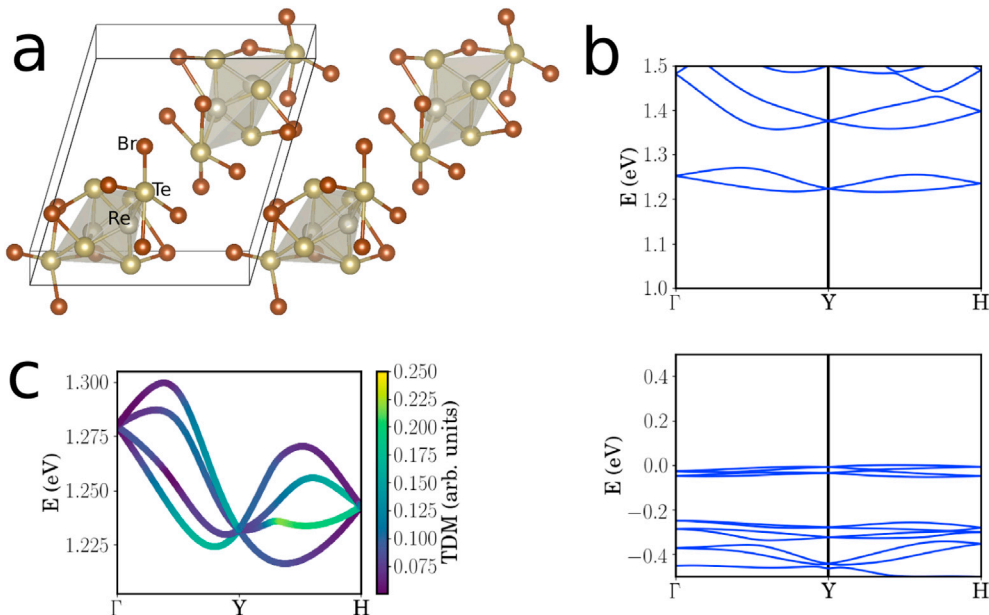 a
Br
Te
Re
b
1.5
1.4
1.3
1.2
1.1
1.0
E (eV)
Γ
Y
H
0.4
0.2
0.0
−0.2
−0.4
E (eV)
Γ
Y
H
c
1.300
1.275
1.250
1.225
E (eV)
Γ
Y
H
0.250
0.225
0.200
0.175
0.150
0.125
0.100
0.075
TDM (arb. units)